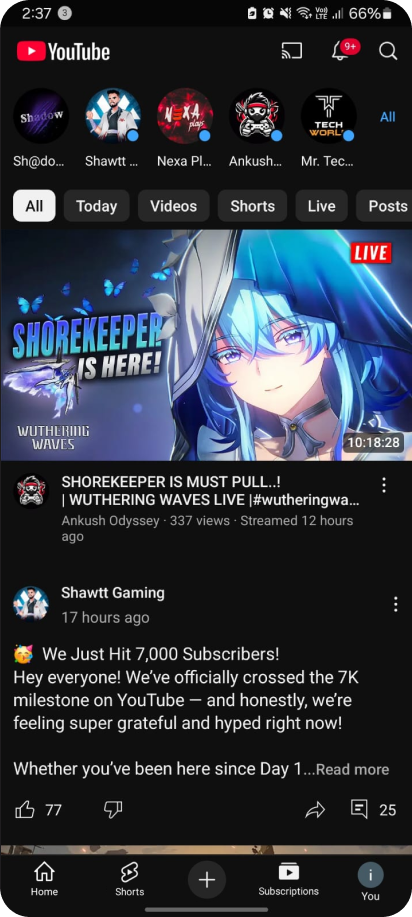 2:37 3 Vo) LTE 66%
YouTube 9+
Shadow
NEXA
plays
TECH
WORLD
Sh@do... Shawtt ... Nexa Pl... Ankush... Mr. Tec... All
All Today Videos Shorts Live Posts
LIVE
SHOREKEEPER
IS HERE!
WUTHERING
WAVES
10:18:28
SHOREKEEPER IS MUST PULL..!
| WUTHERING WAVES LIVE |#wutheringwa...
Ankush Odyssey · 337 views · Streamed 12 hours
ago
Shawtt Gaming
17 hours ago
🥳 We Just Hit 7,000 Subscribers!
Hey everyone! We’ve officially crossed the 7K
milestone on YouTube — and honestly, we’re
feeling super grateful and hyped right now!
Whether you’ve been here since Day 1...Read more
77 25
Home Shorts Subscriptions You